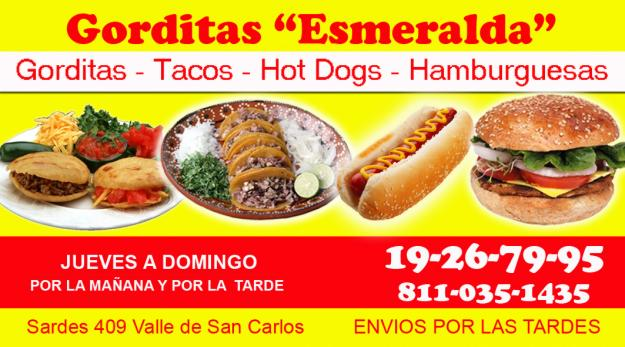 Gorditas “Esmeralda”
Gorditas - Tacos - Hot Dogs - Hamburguesas
JUEVES A DOMINGO
POR LA MAÑANA Y POR LA TARDE
19-26-79-95
811-035-1435
Sardes 409 Valle de San Carlos
ENVIOS POR LAS TARDES